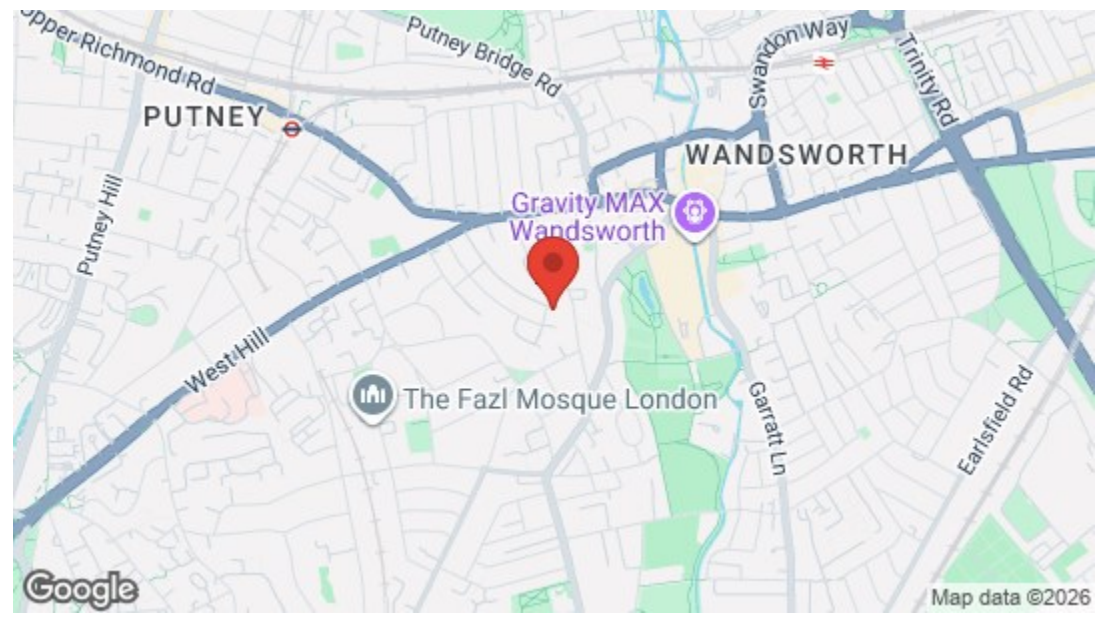 Upper Richmond Rd
Putney Bridge Rd
Swandon Way
Trinity Rd
PUTNEY
WANDSWORTH
Putney Hill
Gravity MAX
Wandsworth
West Hill
The Fazl Mosque London
Garratt Ln
Earlsfield Rd
Google
Map data ©2026